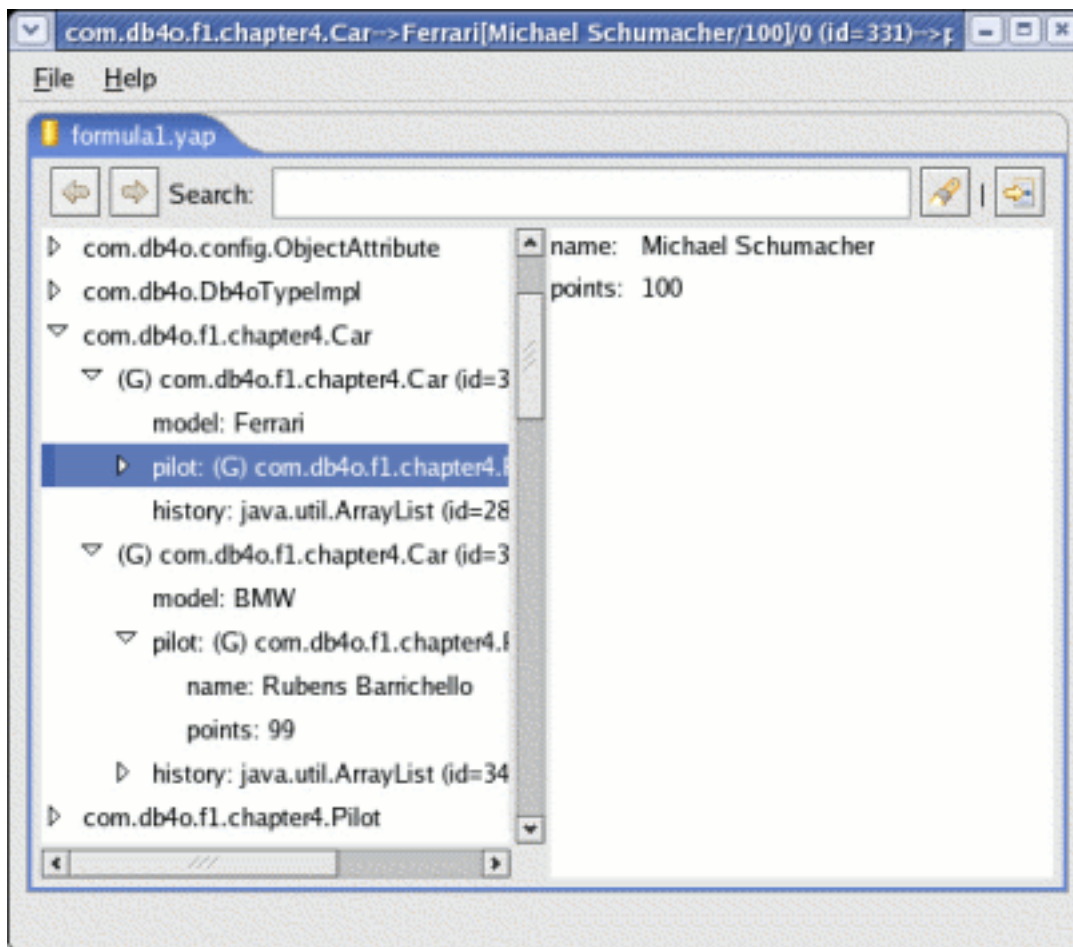 com.db4o.f1.chapter4.Car-->Ferrari[Michael Schumacher/100]/0 (id=331)-->p
File Help
formula1.yap
Search:
com.db4o.config.ObjectAttribute
com.db4o.Db4oTypeImpl
com.db4o.f1.chapter4.Car
(G) com.db4o.f1.chapter4.Car (id=3
model: Ferrari
pilot: (G) com.db4o.f1.chapter4.P
history: java.util.ArrayList (id=28
(G) com.db4o.f1.chapter4.Car (id=3
model: BMW
pilot: (G) com.db4o.f1.chapter4.P
name: Rubens Barrichello
points: 99
history: java.util.ArrayList (id=34
com.db4o.f1.chapter4.Pilot
name: Michael Schumacher
points: 100